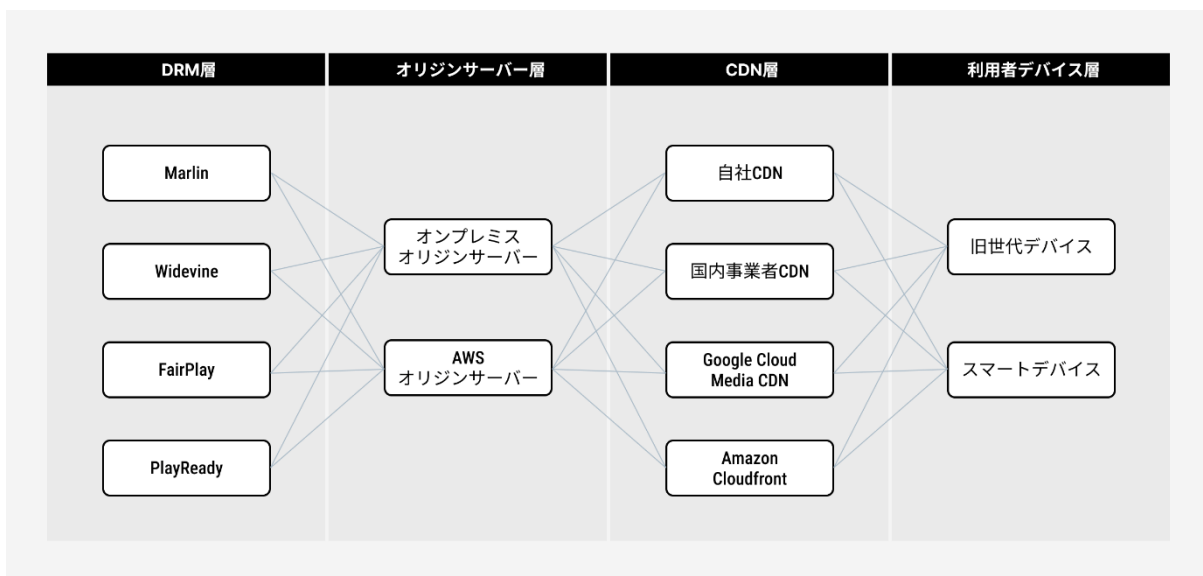 DRM層
オリジンサーバー層
CDN層
利用者デバイス層
Marlin
Widevine
FairPlay
PlayReady
オンプレミス
オリジンサーバー
AWS
オリジンサーバー
自社CDN
国内事業者CDN
Google Cloud
Media CDN
Amazon
Cloudfront
旧世代デバイス
スマートデバイス